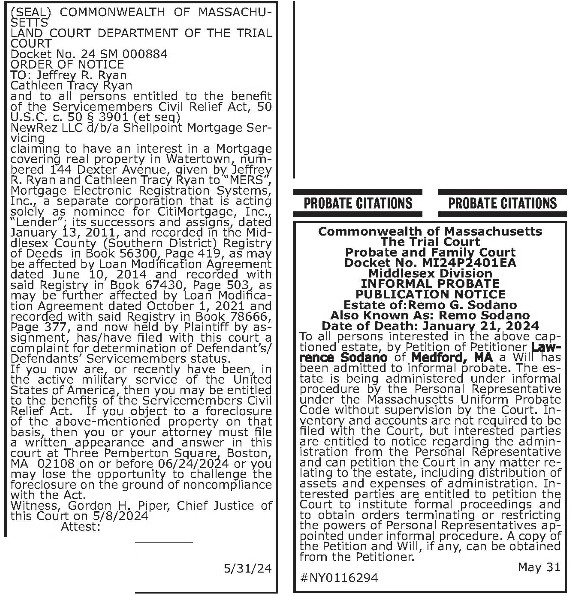 (SEAL) COMMONWEALTH OF MASSACHU-
SETTS
LAND COURT DEPARTMENT OF THE TRIAL
COURT
Docket No. 24 SM 000884
ORDER OF NOTICE
TO: Jeffrey R. Ryan
Cathleen Tracy Ryan
and to all persons entitled to the benefit
of the Servicemembers Civil Relief Act, 50
U.S.C. c. 50 § 3901 (et seq)
NewRez LLC d/b/a Shellpoint Mortgage Ser-
vicing
claiming to have an interest in a Mortgage
covering real property in Watertown, num-
bered 144 Dexter Avenue, given by Jeffrey
R. Ryan and Cathleen Tracy Ryan to "MERS",
Mortgage Electronic Registration Systems,
Inc., a separate corporation that is acting
solely as nominee for CitiMortgage, Inc.,
"Lender", its successors and assigns, dated
January 13, 2011, and recorded in the Mid-
dlesex County (Southern District) Registry
of Deeds in Book 56300, Page 419, as may
be affected by Loan Modification Agreement
dated June 10, 2014 and recorded with
said Registry in Book 67430, Page 503, as
may be further affected by Loan Modifica-
tion Agreement dated October 1, 2021 and
recorded with said Registry in Book 78666,
Page 377, and now held by Plaintiff by as-
signment, has/have filed with this court a
complaint for determination of Defendant's/
Defendants' Servicemembers status.
If you now are, or recently have been, in
the active military service of the United
States of America, then you may be entitled
to the benefits of the Servicemembers Civil
Relief Act. If you object to a foreclosure
of the above-mentioned property on that
basis, then you or your attorney must file
a written appearance and answer in this
court at Three Pemberton Square, Boston,
MA 02108 on or before 06/24/2024 or you
may lose the opportunity to challenge the
foreclosure on the ground of noncompliance
with the Act.
Witness, Gordon H. Piper, Chief Justice of
this Court on 5/8/2024
Attest:
5/31/24
PROBATE CITATIONS PROBATE CITATIONS
Commonwealth of Massachusetts
The Trial Court
Probate and Family Court
Docket No. MI24P2401EA
Middlesex Division
INFORMAL PROBATE
PUBLICATION NOTICE
Estate of:Remo G. Sodano
Also Known As: Remo Sodano
Date of Death: January 21, 2024
To all persons interested in the above cap-
tioned estate, by Petition of Petitioner Law-
rence Sodano of Medford, MA a Will has
been admitted to informal probate. The es-
tate is being administered under informal
procedure by the Personal Representative
under the Massachusetts Uniform Probate
Code without supervision by the Court. In-
ventory and accounts are not required to be
filed with the Court, but interested parties
are entitled to notice regarding the admin-
istration from the Personal Representative
and can petition the Court in any matter re-
lating to the estate, including distribution of
assets and expenses of administration. In-
terested parties are entitled to petition the
Court to institute formal proceedings and
to obtain orders terminating or restricting
the powers of Personal Representatives ap-
pointed under informal procedure. A copy of
the Petition and Will, if any, can be obtained
from the Petitioner.
May 31
#NY0116294